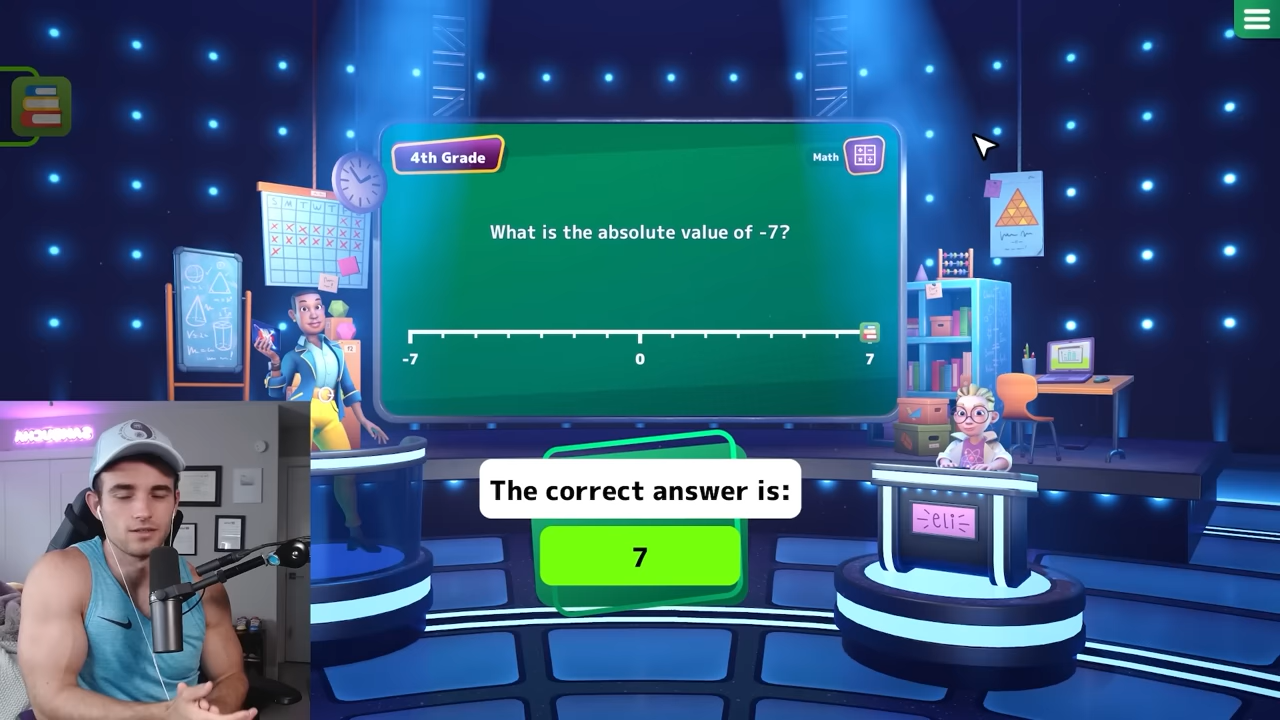 4th Grade
Math
What is the absolute value of -7?
-7
0
7
The correct answer is:
7
eli
S M T W T